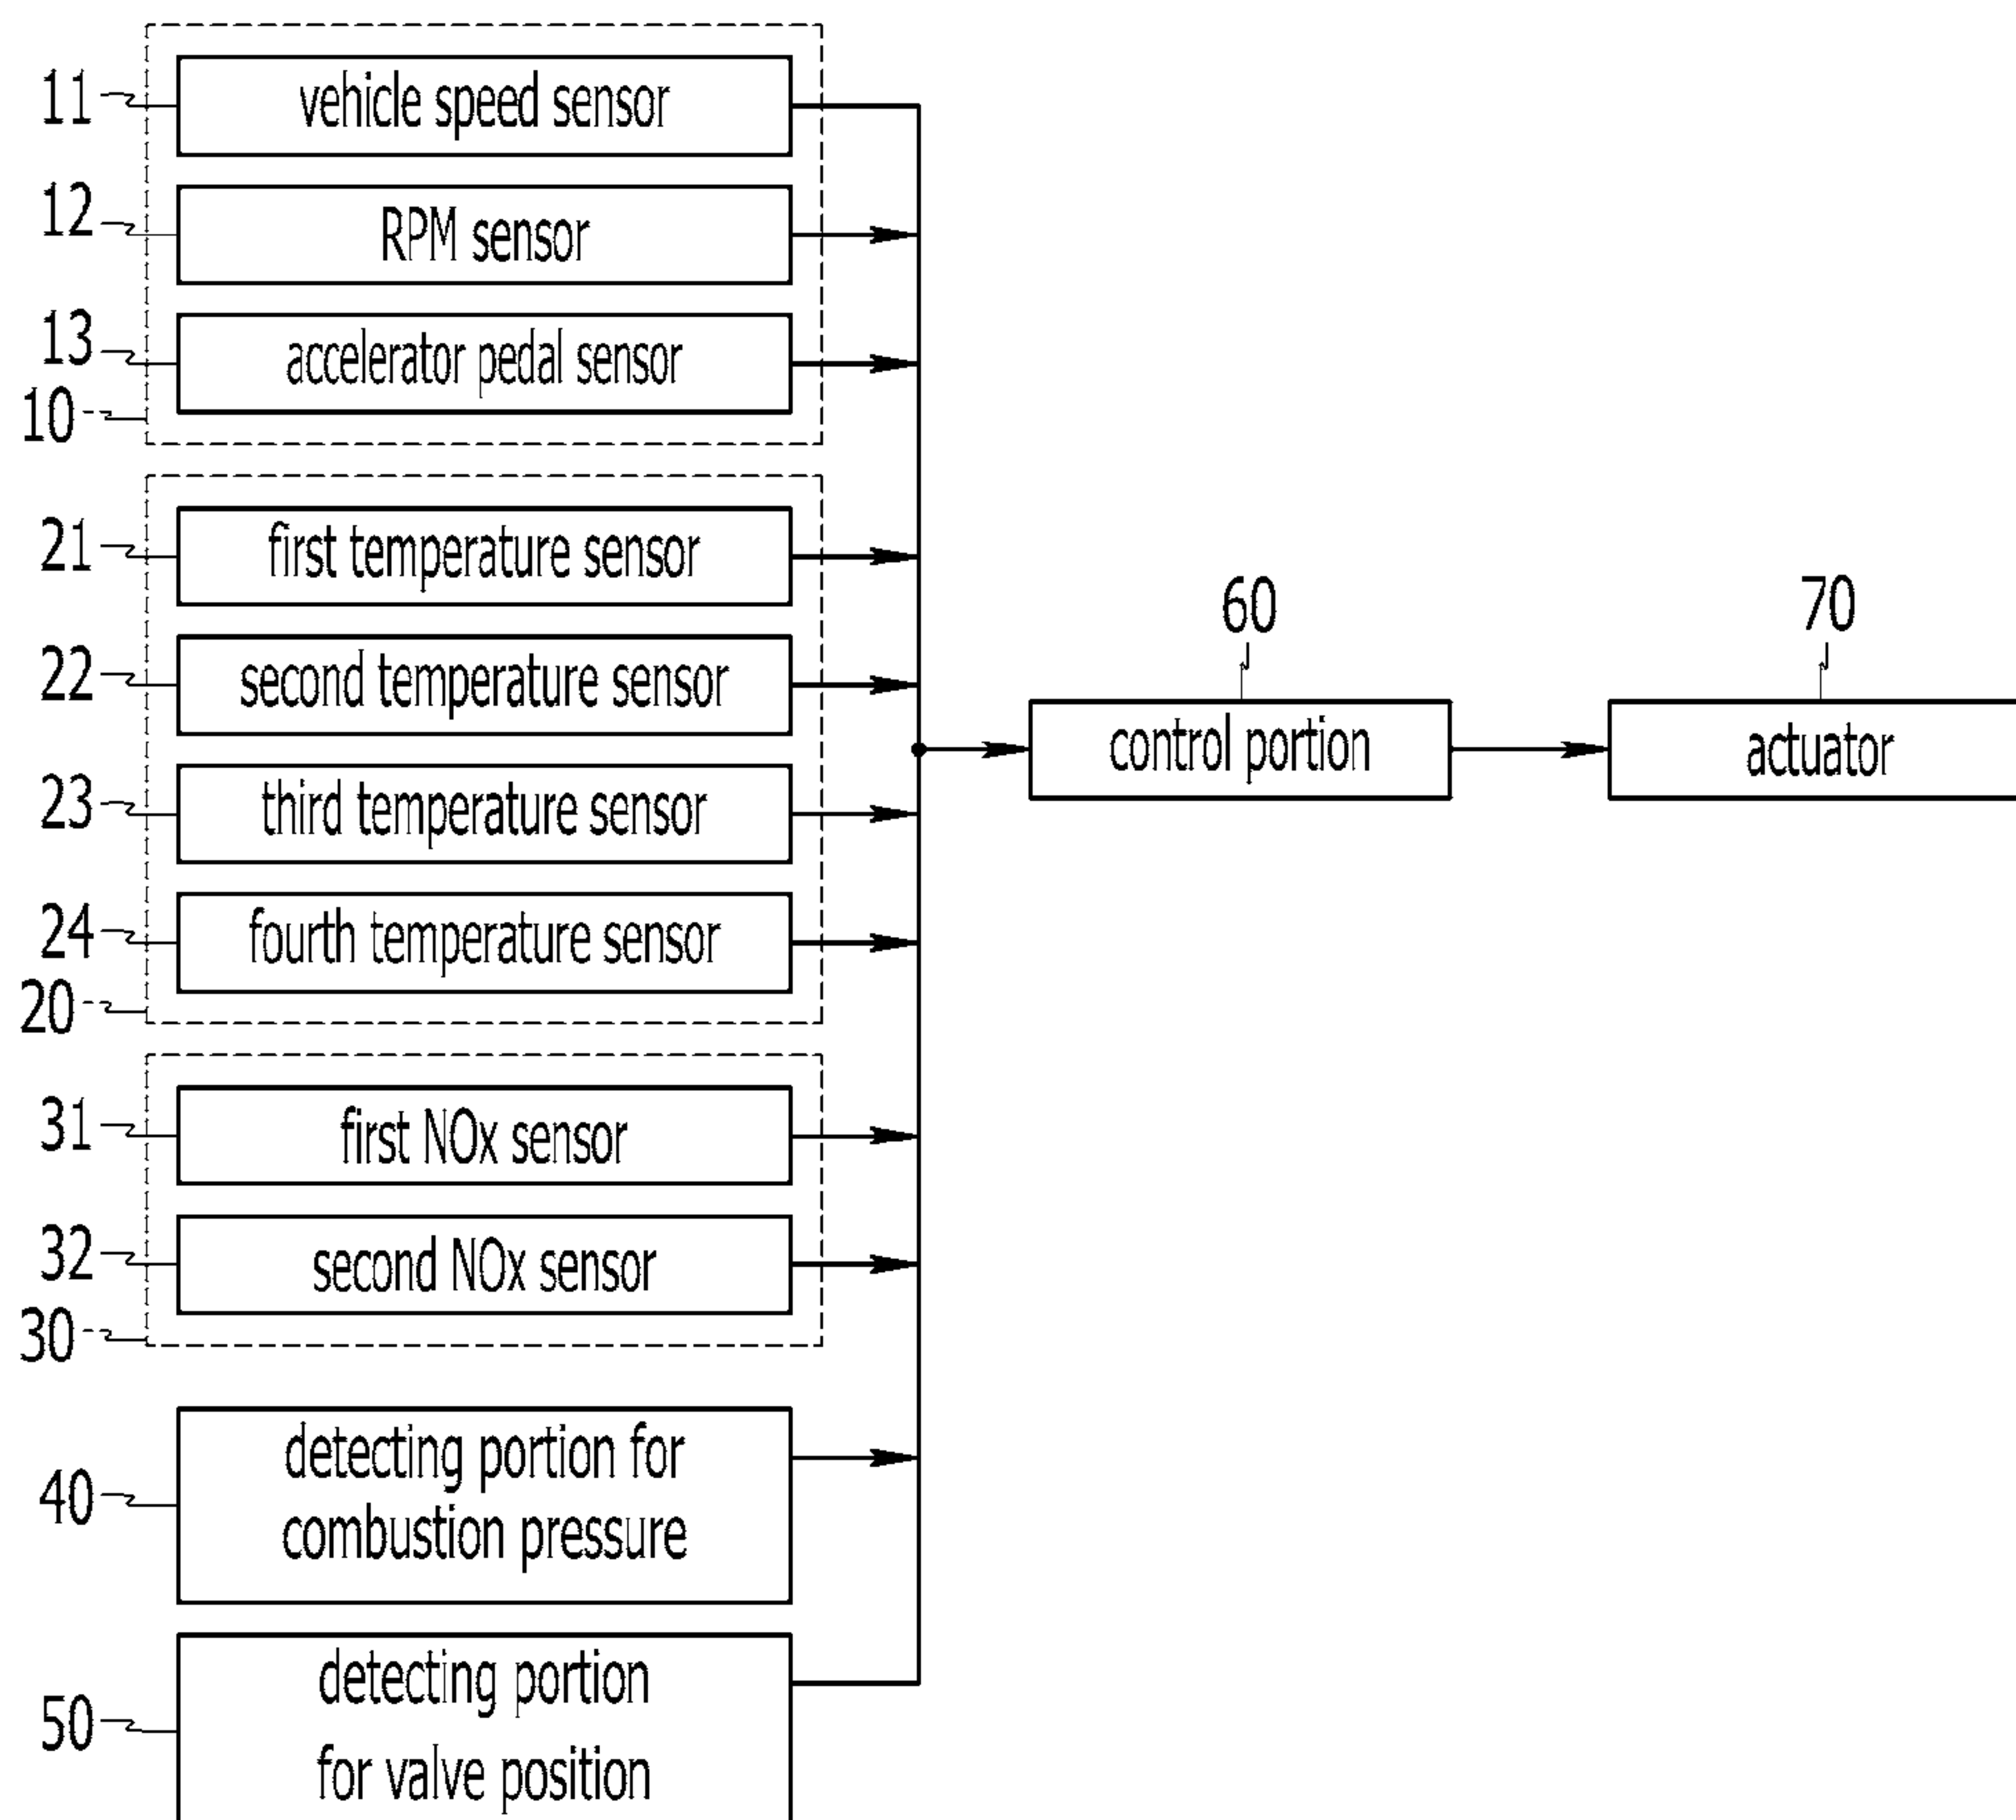 11
vehicle speed sensor
12
RPM sensor
13
accelerator pedal sensor
10
21
first temperature sensor
22
second temperature sensor
23
third temperature sensor
24
fourth temperature sensor
20
31
first NOx sensor
32
second NOx sensor
30
40
detecting portion for
combustion pressure
50
detecting portion
for valve position
60
control portion
70
actuator